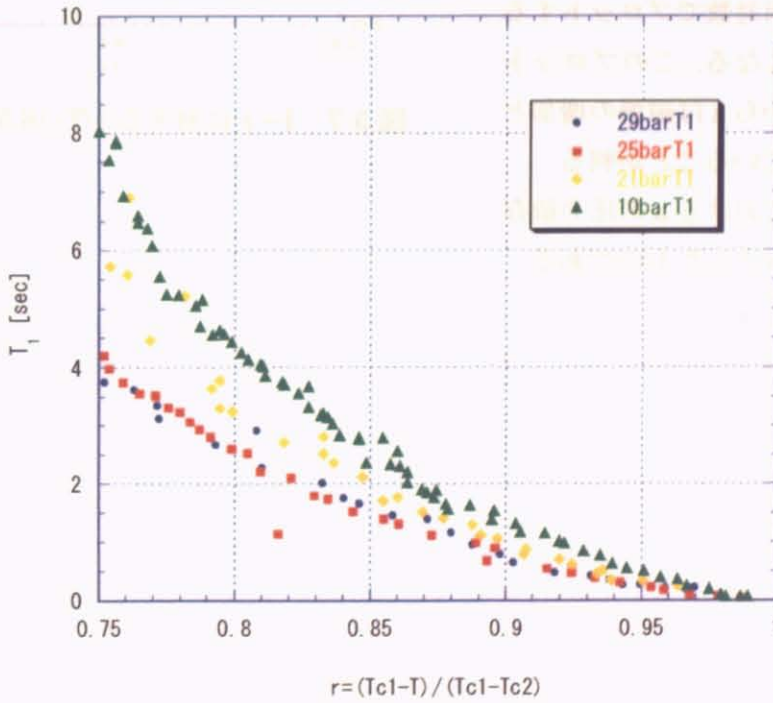 10
8
6
4
2
0
T1 [sec]
29barT1
25barT1
21barT1
10barT1
0.75 0.8 0.85 0.9 0.95
r=(Tc1-T)/(Tc1-Tc2)